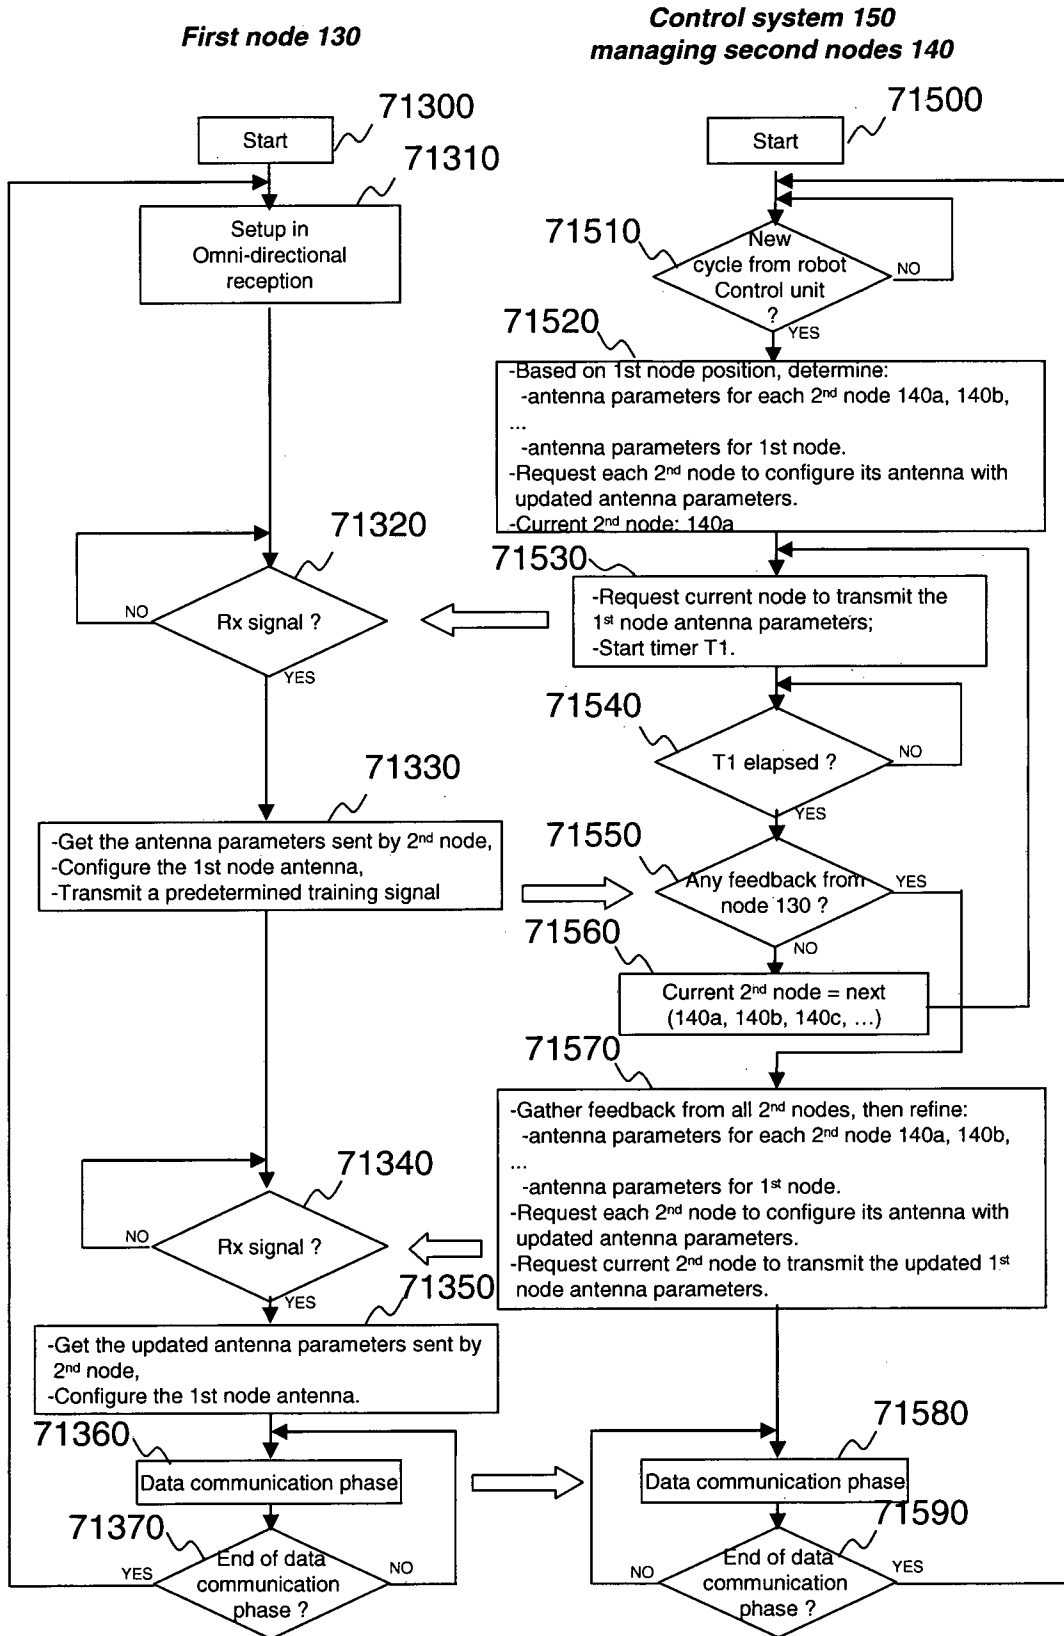 First node 130
71300
Start
71310
Setup in
Omni-directional
reception
71320
Rx signal ?
NO
YES
71330
-Get the antenna parameters sent by 2nd node,
-Configure the 1st node antenna,
-Transmit a predetermined training signal
71340
Rx signal ?
NO
YES
71350
-Get the updated antenna parameters sent by
2nd node,
-Configure the 1st node antenna.
71360
Data communication phase
71370
End of data
communication
phase ?
YES
NO
Control system 150
managing second nodes 140
71500
Start
71510
New
cycle from robot
Control unit
?
NO
YES
71520
-Based on 1st node position, determine:
-antenna parameters for each 2nd node 140a, 140b,
...
-antenna parameters for 1st node.
-Request each 2nd node to configure its antenna with
updated antenna parameters.
-Current 2nd node: 140a
71530
-Request current node to transmit the
1st node antenna parameters;
-Start timer T1.
71540
T1 elapsed ?
NO
YES
71550
Any feedback from
node 130 ?
YES
NO
71560
Current 2nd node = next
(140a, 140b, 140c, ...)
71570
-Gather feedback from all 2nd nodes, then refine:
-antenna parameters for each 2nd node 140a, 140b,
...
-antenna parameters for 1st node.
-Request each 2nd node to configure its antenna with
updated antenna parameters.
-Request current 2nd node to transmit the updated 1st
node antenna parameters.
71580
Data communication phase
71590
End of data
communication
phase ?
NO
YES